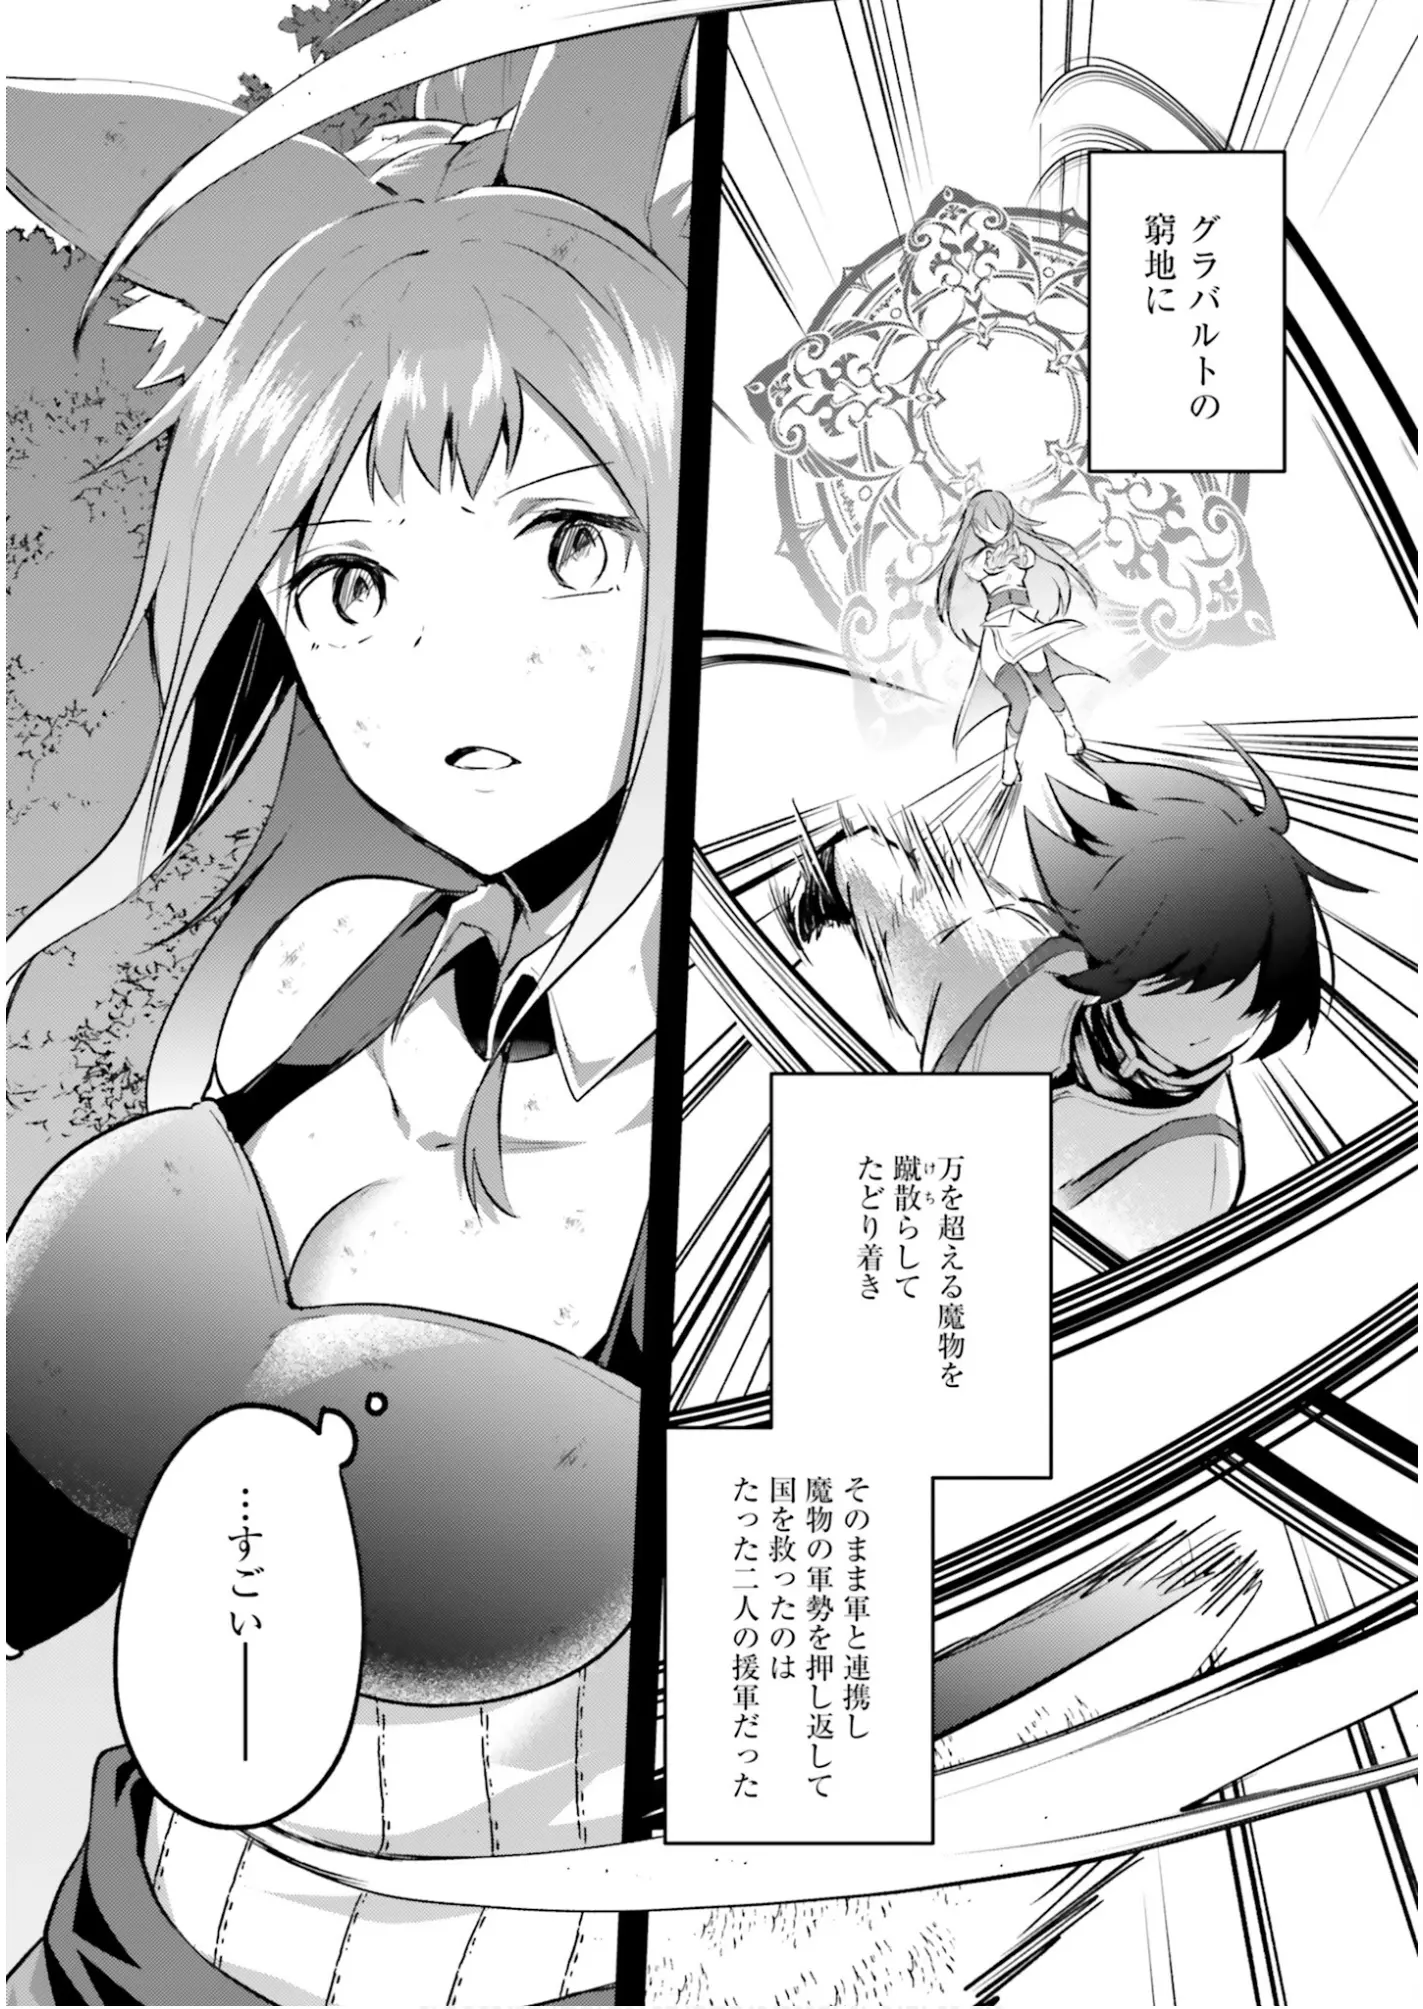 グラバルトの
窮地に
万を超える魔物を
蹴散らして
けち
たどり着き
そのまま軍と連携し
魔物の軍勢を押し返して
国を救ったのは
たった二人の援軍だった
…すごい――